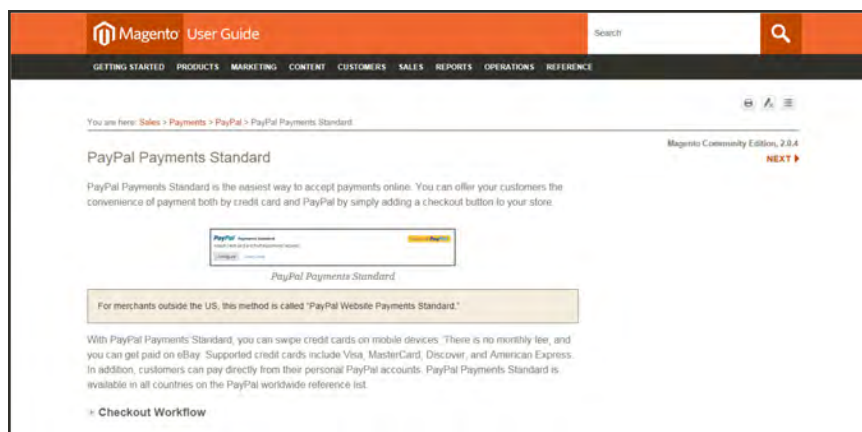 Magento User Guide
Search
GETTING STARTED PRODUCTS MARKETING CONTENT CUSTOMERS SALES REPORTS OPERATIONS REFERENCE
You are here: Sales > Payments > PayPal > PayPal Payments Standard
Magento Community Edition, 2.0.4
NEXT
PayPal Payments Standard
PayPal Payments Standard is the easiest way to accept payments online. You can offer your customers the
convenience of payment both by credit card and PayPal by simply adding a checkout button to your store.
PayPal Payments Standard
Configure
PayPal Payments Standard
For merchants outside the US, this method is called "PayPal Website Payments Standard."
With PayPal Payments Standard, you can swipe credit cards on mobile devices. There is no monthly fee, and
you can get paid on eBay. Supported credit cards include Visa, MasterCard, Discover, and American Express.
In addition, customers can pay directly from their personal PayPal accounts. PayPal Payments Standard is
available in all countries on the PayPal worldwide reference list.
Checkout Workflow